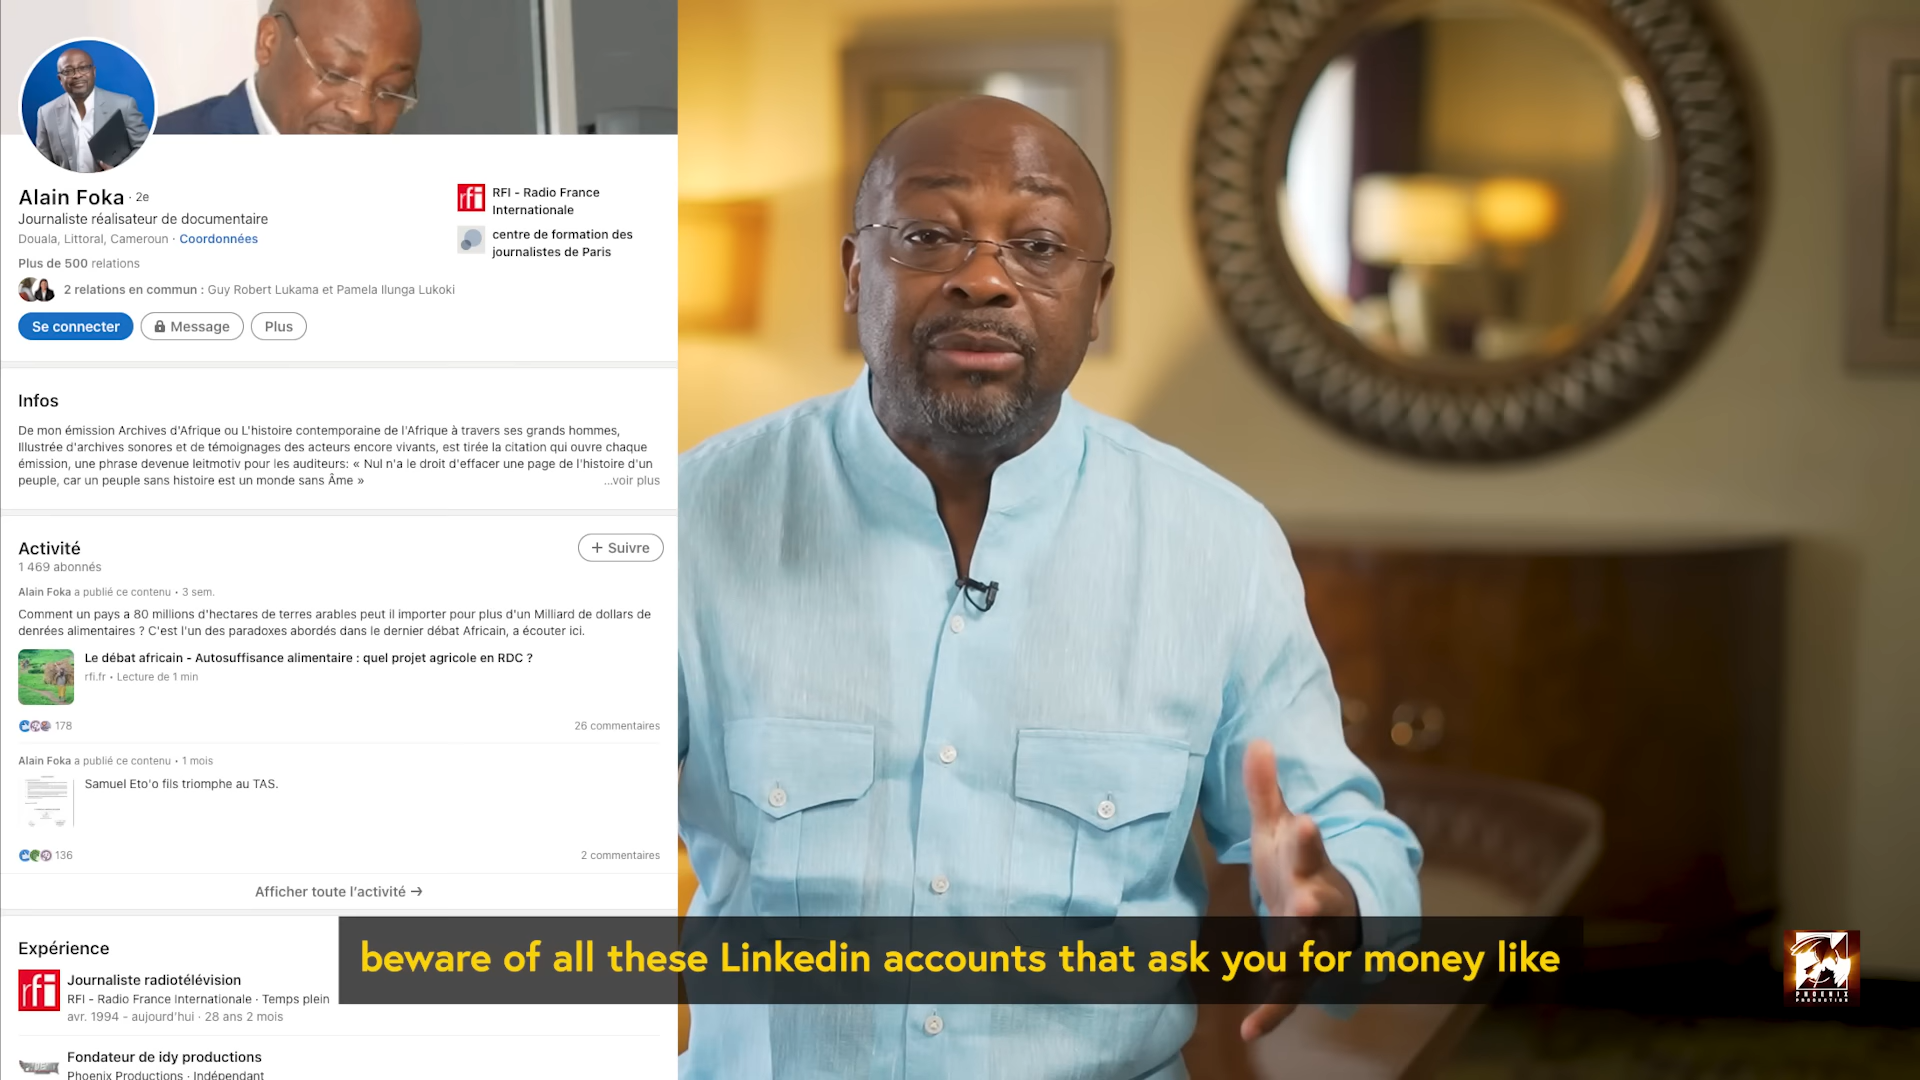 Alain Foka · 2e
Journaliste réalisateur de documentaire
Douala, Littoral, Cameroun · Coordonnées
Plus de 500 relations
2 relations en commun : Guy Robert Lukama et Pamela Ilunga Lukoki
Se connecter
Message
Plus
rfi
RFI - Radio France
Internationale
centre de formation des
journalistes de Paris
Infos
De mon émission Archives d'Afrique ou L'histoire contemporaine de l'Afrique à travers ses grands hommes,
Illustrée d'archives sonores et de témoignages des acteurs encore vivants, est tirée la citation qui ouvre chaque
émission, une phrase devenue leitmotiv pour les auditeurs: « Nul n'a le droit d'effacer une page de l'histoire d'un
peuple, car un peuple sans histoire est un monde sans Âme »
...voir plus
Activité
+ Suivre
1 469 abonnés
Alain Foka a publié ce contenu • 3 sem.
Comment un pays a 80 millions d'hectares de terres arables peut il importer pour plus d'un Milliard de dollars de
denrées alimentaires ? C'est l'un des paradoxes abordés dans le dernier débat Africain, a écouter ici.
Le débat africain - Autosuffisance alimentaire : quel projet agricole en RDC ?
rfi.fr • Lecture de 1 min
178
26 commentaires
Alain Foka a publié ce contenu • 1 mois
Samuel Eto'o fils triomphe au TAS.
136
2 commentaires
Afficher toute l'activité →
Expérience
rfi
Journaliste radiotélévision
RFI - Radio France Internationale · Temps plein
avr. 1994 - aujourd'hui · 28 ans 2 mois
Fondateur de idy productions
Phoenix Productions · Indépendant
beware of all these Linkedin accounts that ask you for money like
PHOENIX
PRODUCTION